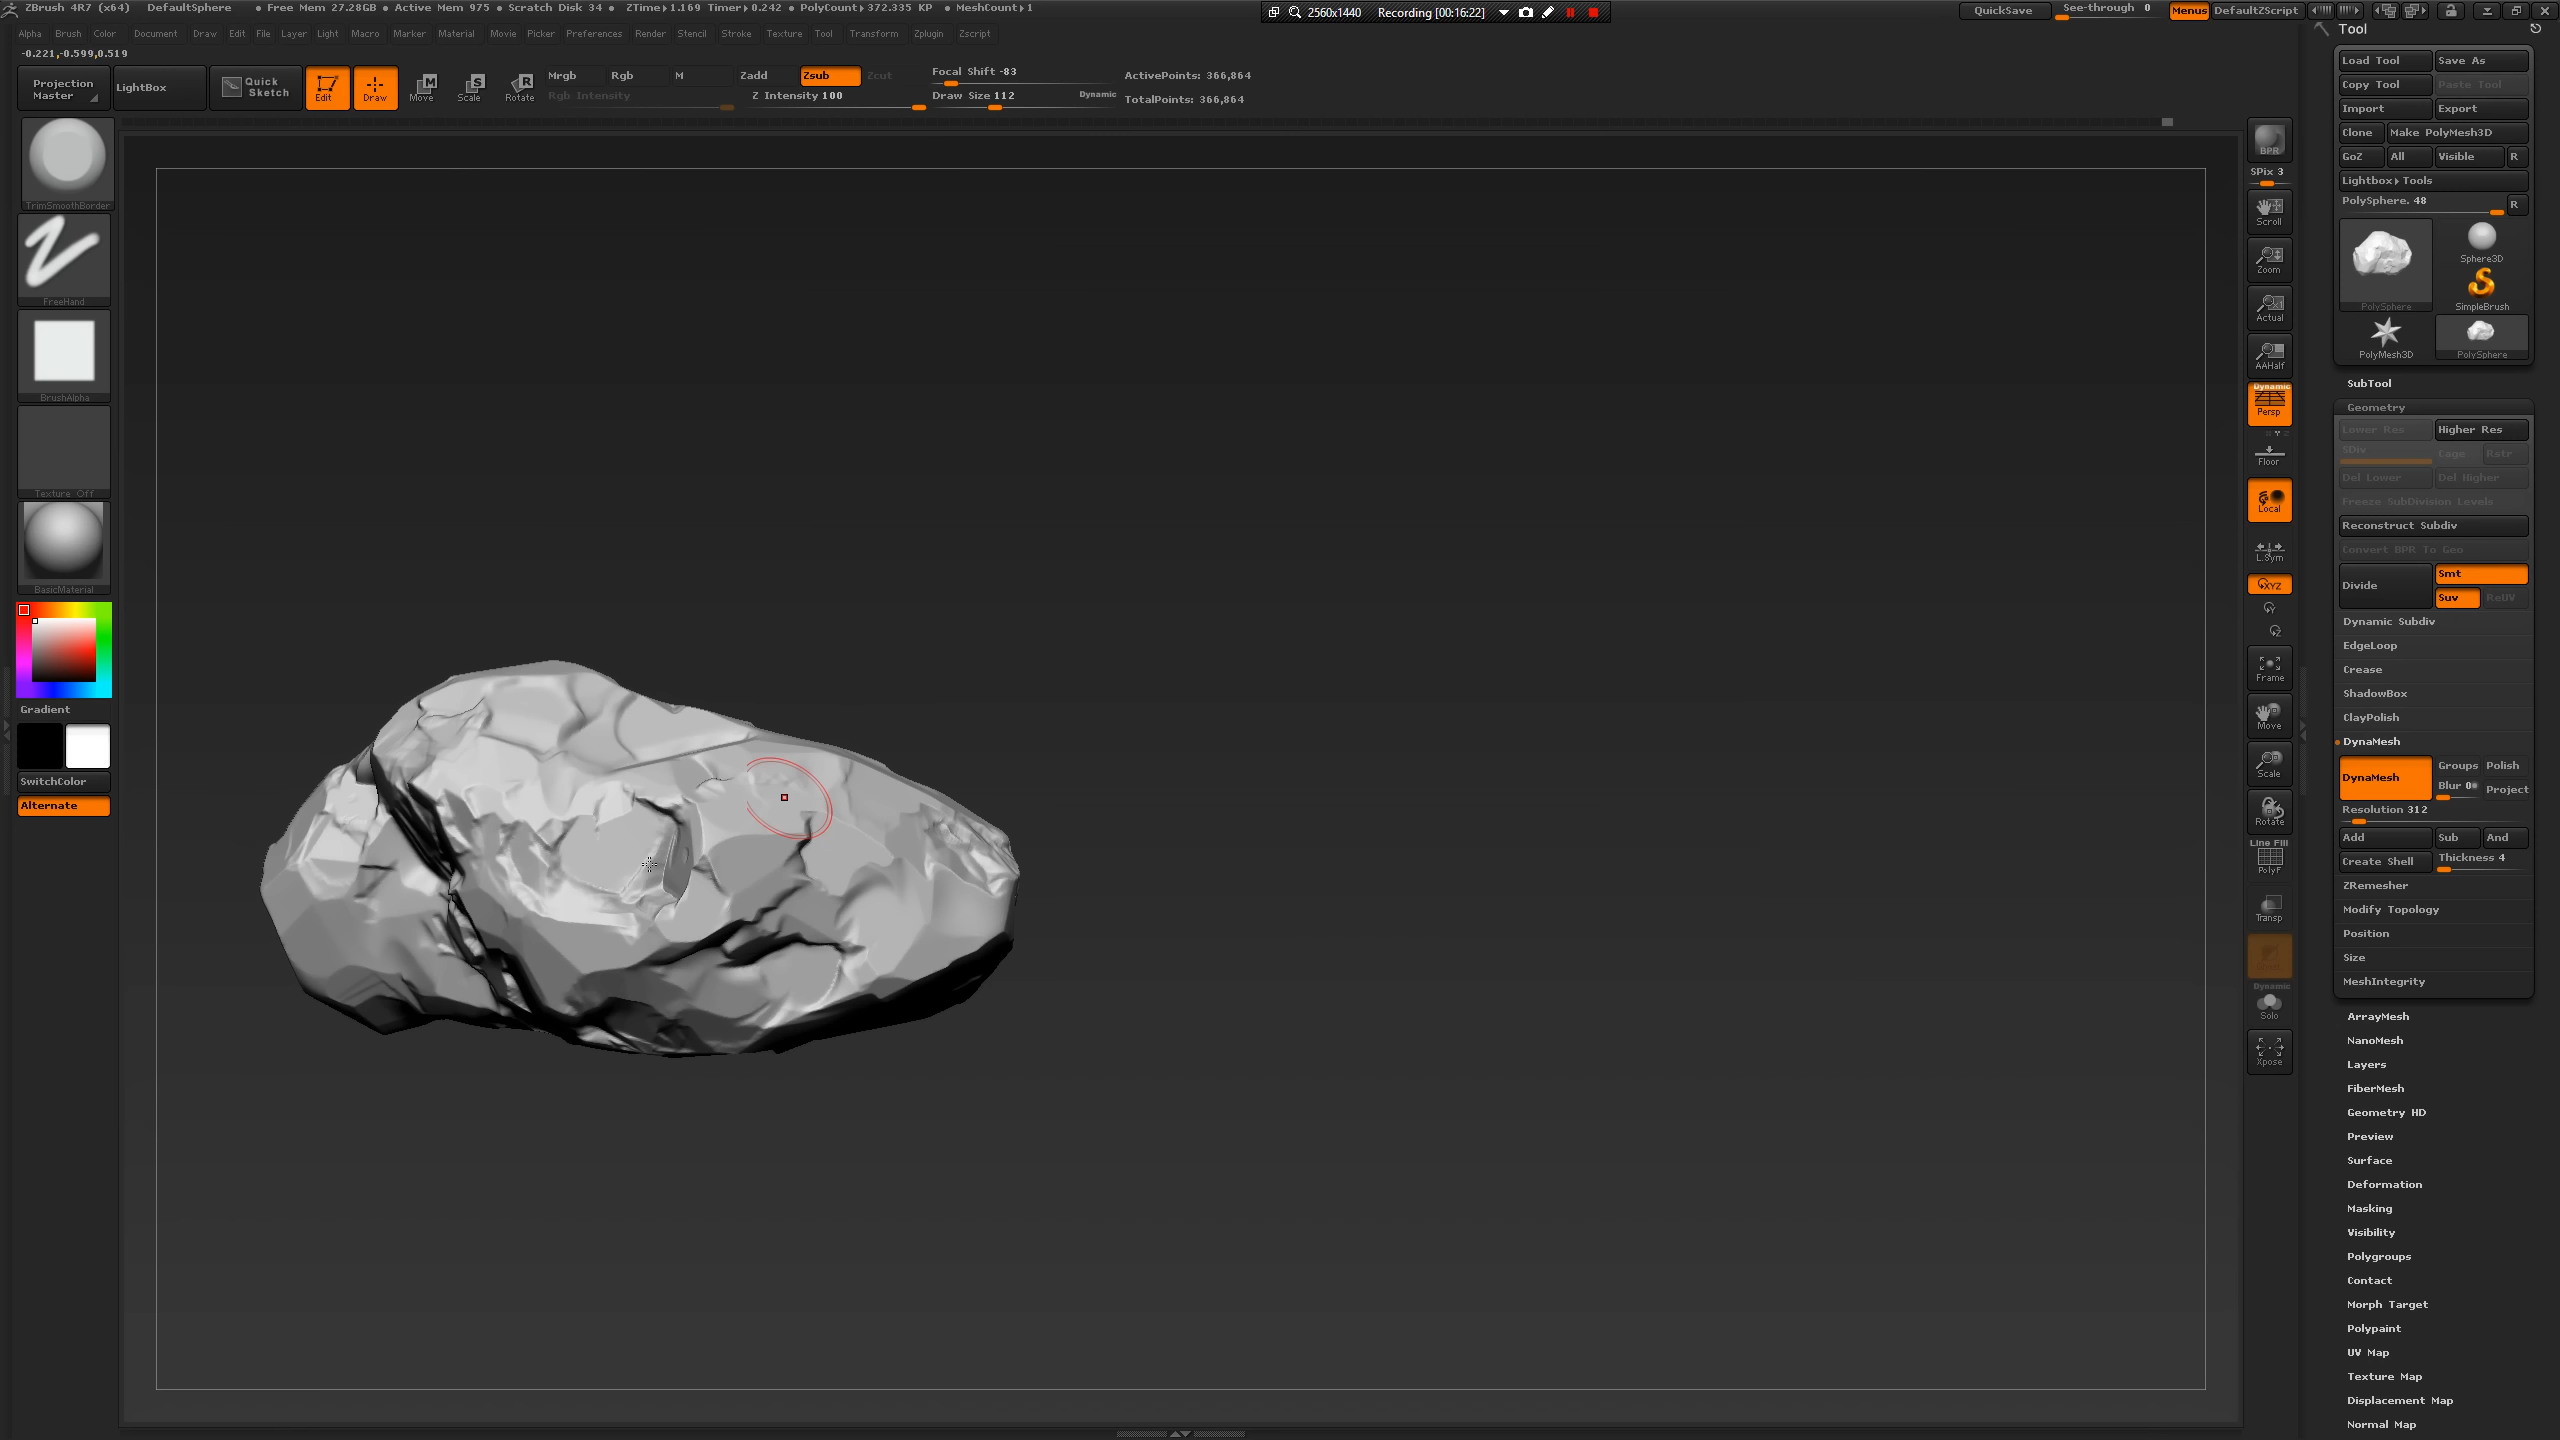 ZBrush 4R7 (x64) DefaultSphere • Free Mem 27.28GB • Active Mem 975 • Scratch Disk 34 • ZTime▸1.169 Timer▸0.242 • PolyCount▸372.335 KP • MeshCount▸1
2560x1440 Recording [00:16:22]
QuickSave See-through 0 Menus DefaultZScript
Alpha Brush Color Document Draw Edit File Layer Light Macro Marker Material Movie Picker Preferences Render Stencil Stroke Texture Tool Transform Zplugin Zscript
-0.221,-0.599,0.519
Projection Master
LightBox
Quick Sketch
Edit
Draw
Move
Scale
Rotate
Mrgb Rgb M
Rgb Intensity
Zadd Zsub Zcut
Z Intensity 100
Focal Shift -83
Draw Size 112 Dynamic
ActivePoints: 366,864
TotalPoints: 366,864
TrimSmoothBorder
FreeHand
BrushAlpha
Texture Off
BasicMaterial
Gradient
SwitchColor
Alternate
BPR
SPix 3
Scroll
Zoom
Actual
AAHalf
Dynamic
Persp
Floor
Local
L.Sym
XYZ
Y
Z
Frame
Move
Scale
Rotate
Line Fill
PolyF
Transp
Dynamic
Solo
Xpose
Tool
Load Tool Save As
Copy Tool Paste Tool
Import Export
Clone Make PolyMesh3D
GoZ All Visible R
Lightbox▸Tools
PolySphere. 48 R
PolySphere
Sphere3D
SimpleBrush
PolyMesh3D PolySphere
SubTool
Geometry
Lower Res Higher Res
SDiv Cage Rstr
Del Lower Del Higher
Freeze SubDivision Levels
Reconstruct Subdiv
Convert BPR To Geo
Divide Smt
Suv ReUV
Dynamic Subdiv
EdgeLoop
Crease
ShadowBox
ClayPolish
DynaMesh
DynaMesh Groups Polish
Blur 0 Project
Resolution 312
Add Sub And
Create Shell Thickness 4
ZRemesher
Modify Topology
Position
Size
MeshIntegrity
ArrayMesh
NanoMesh
Layers
FiberMesh
Geometry HD
Preview
Surface
Deformation
Masking
Visibility
Polygroups
Contact
Morph Target
Polypaint
UV Map
Texture Map
Displacement Map
Normal Map